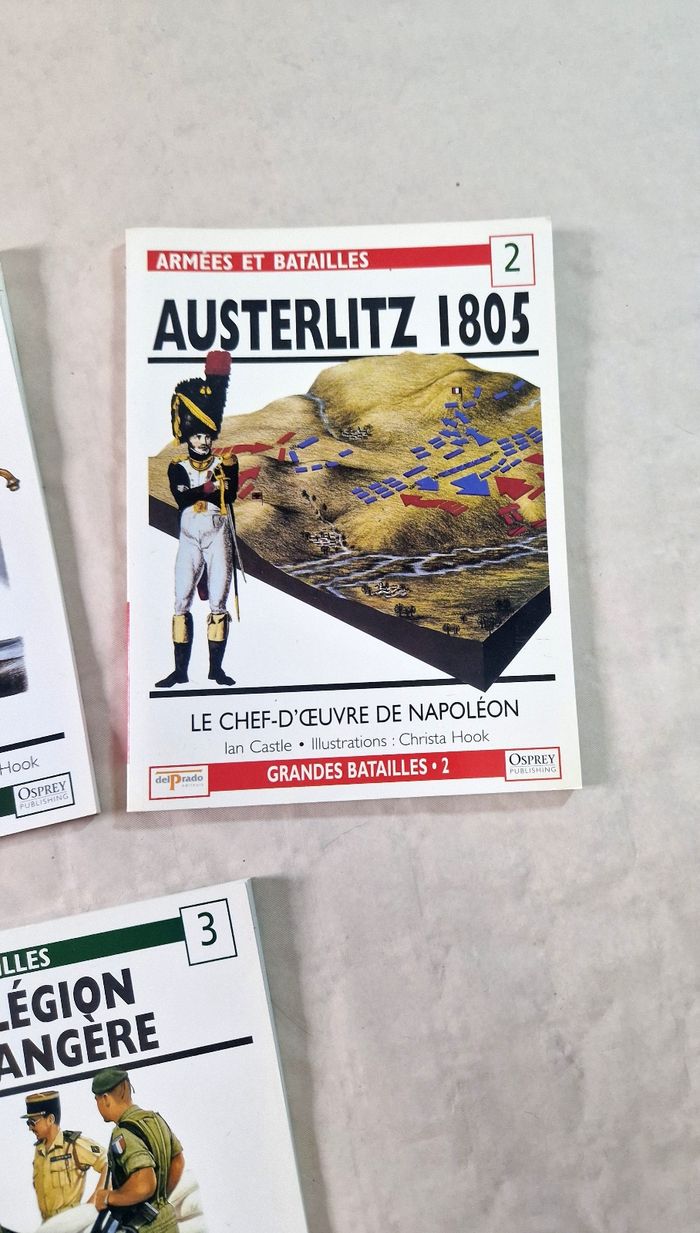 ARMÉES ET BATAILLES
2
AUSTERLITZ 1805
LE CHEF-D'ŒUVRE DE NAPOLÉON
Ian Castle • Illustrations : Christa Hook
delPrado
éditeurs
GRANDES BATAILLES • 2
OSPREY
PUBLISHING
Hook
OSPREY
PUBLISHING
ILLES
3
LÉGION
ANGÈRE